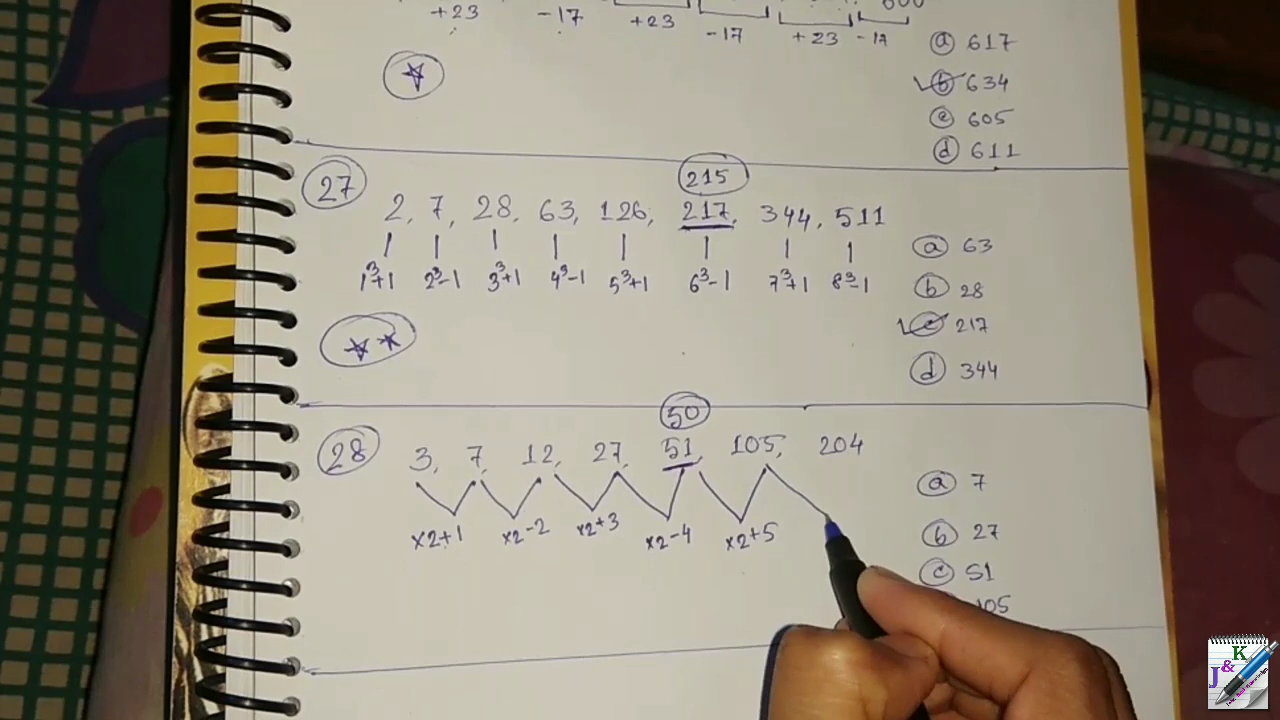 +23 -17 +23 -17 +23 -17
a 617
b 634
c 605
d 611
27
215
2, 7, 28, 63, 126, 217, 344, 511
1³+1 2³-1 3³+1 4³-1 5³+1 6³-1 7³+1 8³-1
a 63
b 28
c 217
d 344
28
50
3, 7, 12, 27, 51, 105, 204
×2+1 ×2-2 ×2+3 ×2-4 ×2+5
a 7
b 27
c 51
105
J&K